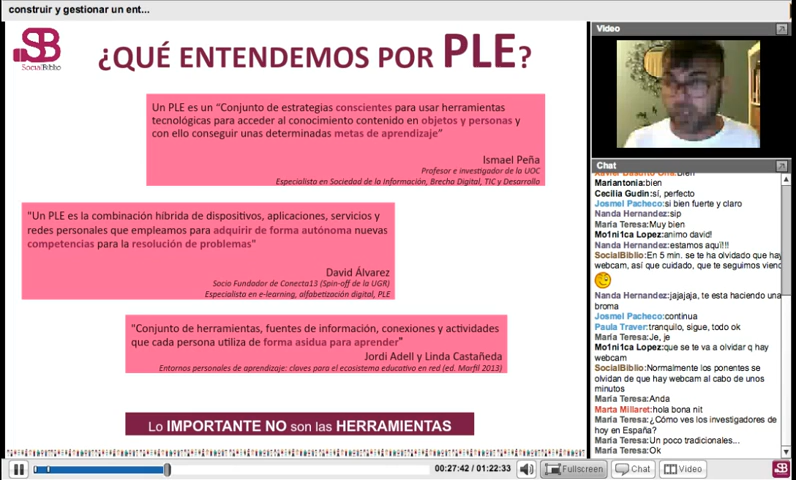 construir y gestionar un ent...
SB
SocialBiblio
¿QUÉ ENTENDEMOS POR PLE?
Un PLE es un “Conjunto de estrategias conscientes para usar herramientas
tecnológicas para acceder al conocimiento contenido en objetos y personas y
con ello conseguir unas determinadas metas de aprendizaje”
Ismael Peña
Profesor e investigador de la UOC
Especialista en Sociedad de la Información, Brecha Digital, TIC y Desarrollo
"Un PLE es la combinación híbrida de dispositivos, aplicaciones, servicios y
redes personales que empleamos para adquirir de forma autónoma nuevas
competencias para la resolución de problemas"
David Álvarez
Socio Fundador de Conecta13 (Spin-off de la UGR)
Especialista en e-learning, alfabetización digital, PLE
"Conjunto de herramientas, fuentes de información, conexiones y actividades
que cada persona utiliza de forma asidua para aprender"
Jordi Adell y Linda Castañeda
Entornos personales de aprendizaje: claves para el ecosistema educativo en red (ed. Marfil 2013)
Lo IMPORTANTE NO son las HERRAMIENTAS
Video
Chat
Mariantonia:bien
Cecilia Gudin:sí, perfecto
Josmel Pacheco:si bien fuerte y claro
Nanda Hernandez:sip
María Teresa:Muy bien
Mo1ni1ca Lopez:animo david!
Nanda Hernandez:estamos aquì!!!
SocialBiblio:En 5 min. se te ha olvidado que hay
webcam, así que cuidado, que te seguimos viend
Nanda Hernandez:jajajaja, te esta haciendo una
broma
Josmel Pacheco:continua
Paula Traver:tranquilo, sigue, todo ok
María Teresa:Je, je
Mo1ni1ca Lopez:que se te va a olvidar q hay
webcam
SocialBiblio:Normalmente los ponentes se
olvidan de que hay webcam al cabo de unos
minutos
María Teresa:Anda
Marta Millaret:hola bona nit
María Teresa:¿Cómo ves los investigadores de
hoy en España?
María Teresa:Un poco tradicionales...
María Teresa:Ok
00:27:42 / 01:22:33
Fullscreen
Chat
Video
SB